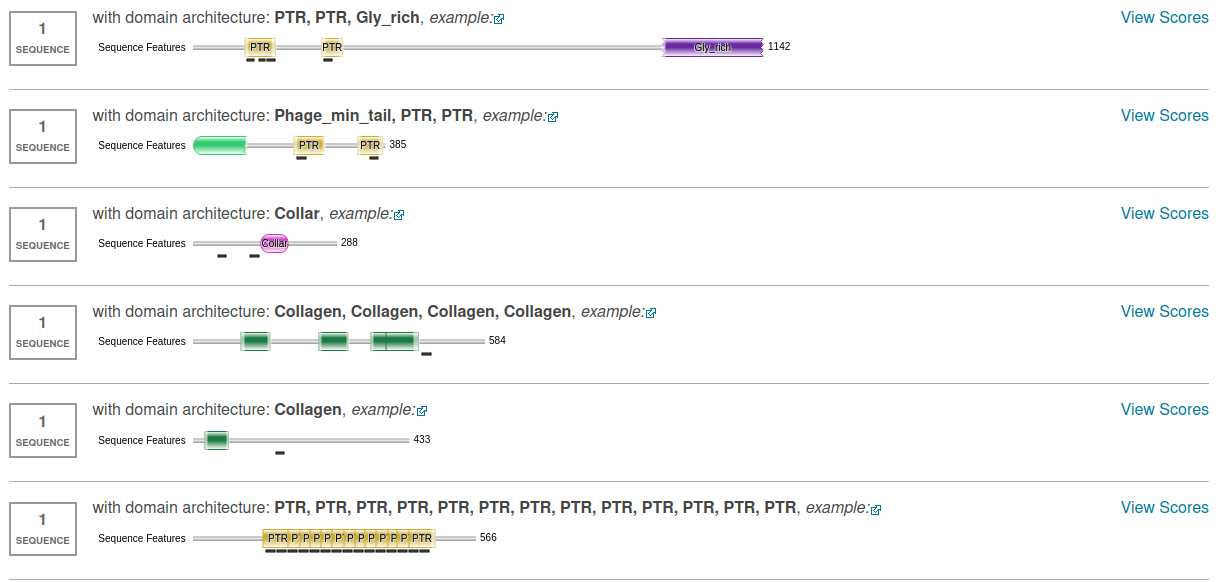 1
SEQUENCE
with domain architecture: PTR, PTR, Gly_rich, example: View Scores
Sequence Features PTR PTR Gly_rich 1142
1
SEQUENCE
with domain architecture: Phage_min_tail, PTR, PTR, example: View Scores
Sequence Features PTR PTR 385
1
SEQUENCE
with domain architecture: Collar, example: View Scores
Sequence Features Collar 288
1
SEQUENCE
with domain architecture: Collagen, Collagen, Collagen, Collagen, example: View Scores
Sequence Features 584
1
SEQUENCE
with domain architecture: Collagen, example: View Scores
Sequence Features 433
1
SEQUENCE
with domain architecture: PTR, PTR, PTR, PTR, PTR, PTR, PTR, PTR, PTR, PTR, PTR, PTR, PTR, example: View Scores
Sequence Features PTR P P P P P P P P P P P PTR 566